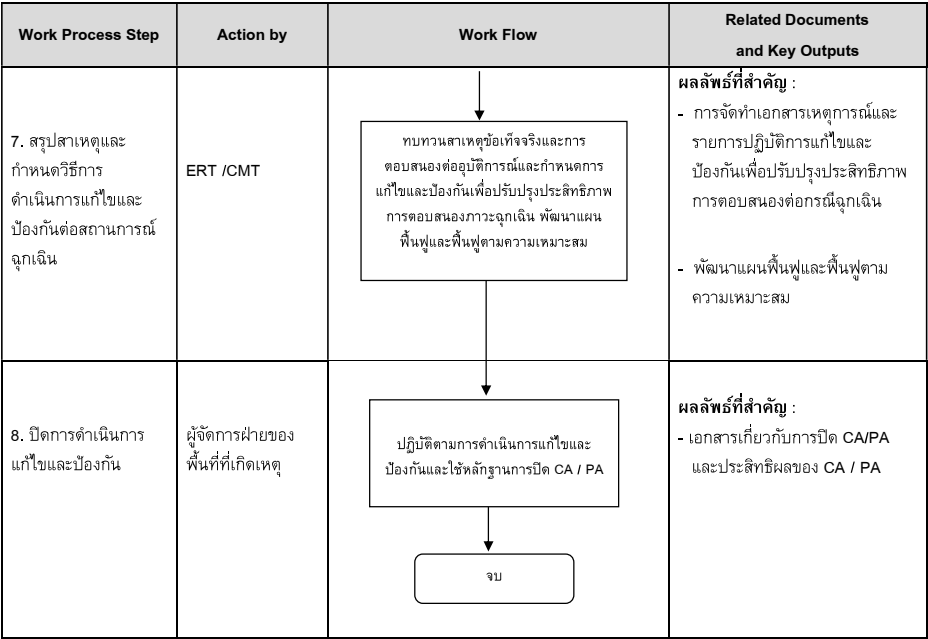 Work Process Step
Action by
Work Flow
Related Documents
and Key Outputs
7. สรุปสาเหตุและ
กำหนดวิธีการ
ดำเนินการแก้ไขและ
ป้องกันต่อสถานการณ์
ฉุกเฉิน
ERT /CMT
ทบทวนสาเหตุข้อเท็จจริงและการ
ตอบสนองต่ออุบัติการณ์และกำหนดการ
แก้ไขและป้องกันเพื่อปรับปรุงประสิทธิภาพ
การตอบสนองภาวะฉุกเฉิน พัฒนาแผน
ฟื้นฟูและฟื้นฟูตามความเหมาะสม
ผลลัพธ์ที่สำคัญ :
- การจัดทำเอกสารเหตุการณ์และ
รายการปฏิบัติการแก้ไขและ
ป้องกันเพื่อปรับปรุงประสิทธิภาพ
การตอบสนองต่อกรณีฉุกเฉิน
- พัฒนาแผนฟื้นฟูและฟื้นฟูตาม
ความเหมาะสม
8. ปิดการดำเนินการ
แก้ไขและป้องกัน
ผู้จัดการฝ่ายของ
พื้นที่ที่เกิดเหตุ
ปฏิบัติตามการดำเนินการแก้ไขและ
ป้องกันและใช้หลักฐานการปิด CA / PA
จบ
ผลลัพธ์ที่สำคัญ :
- เอกสารเกี่ยวกับการปิด CA/PA
และประสิทธิผลของ CA / PA